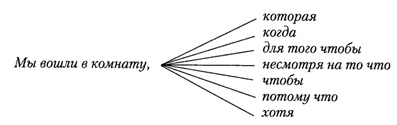 которая
когда
для того чтобы
Мы вошли в комнату, несмотря на то что
чтобы
потому что
хотя